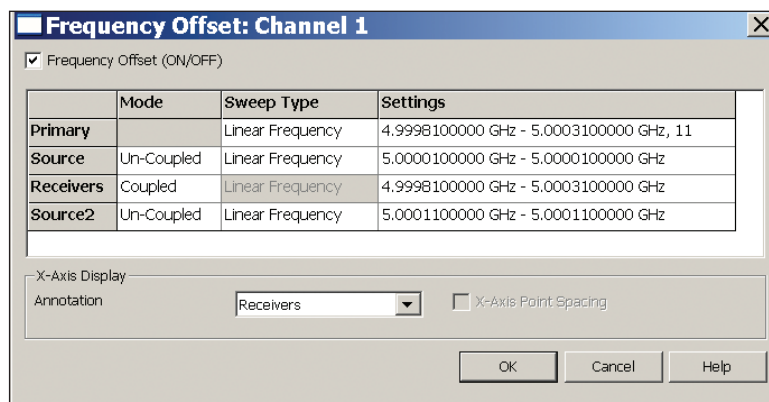 Frequency Offset: Channel 1
Frequency Offset (ON/OFF)
Mode Sweep Type Settings
Primary Linear Frequency 4.9998100000 GHz - 5.0003100000 GHz, 11
Source Un-Coupled Linear Frequency 5.0000100000 GHz - 5.0000100000 GHz
Receivers Coupled Linear Frequency 4.9998100000 GHz - 5.0003100000 GHz
Source2 Un-Coupled Linear Frequency 5.0001100000 GHz - 5.0001100000 GHz
X-Axis Display
Annotation Receivers X-Axis Point Spacing
OK Cancel Help